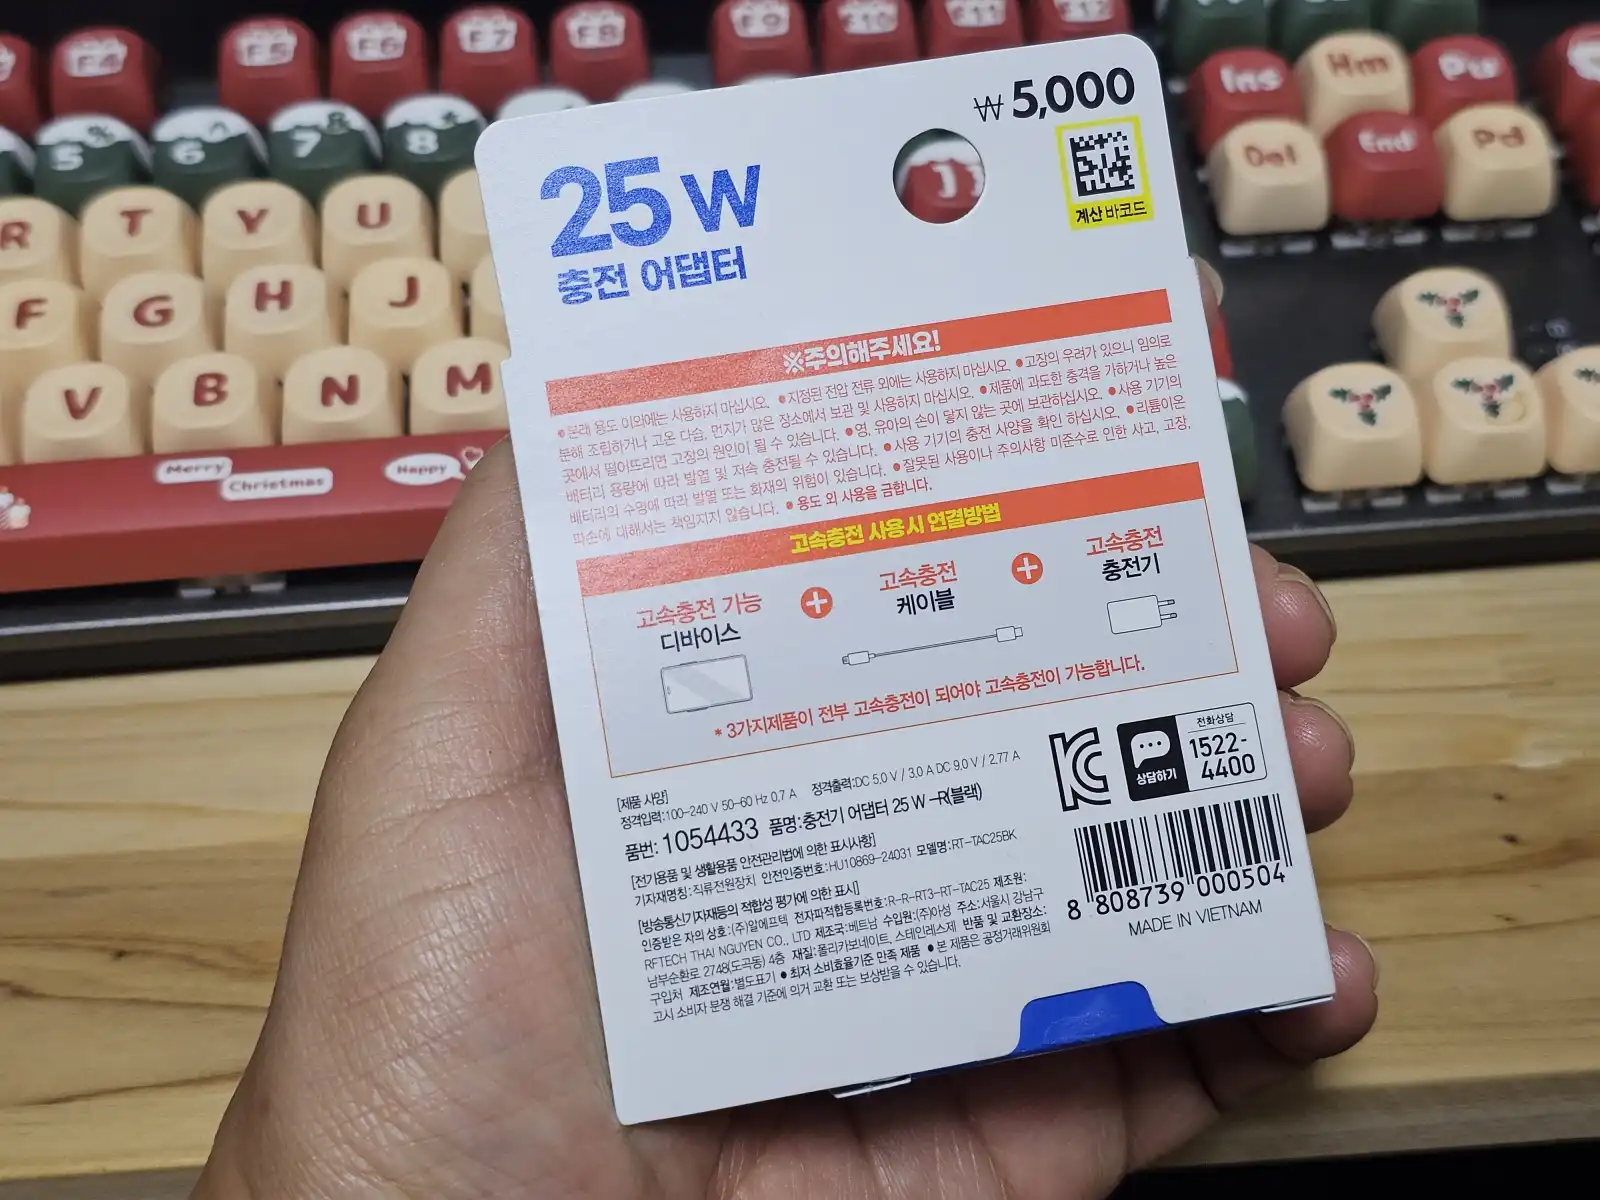 F4 F5 F6 F7 F8 F9 F10 F11 F12
5 % 6 ^ 7 & 8 *
R T Y U
F G H J
V B N M
Ins Hm Pu
Del End Pd
Merry Christmas
Happy
₩ 5,000
계산 바코드
25 W
충전 어댑터
※주의해주세요!
●본래 용도 이외에는 사용하지 마십시오. ●지정된 전압 전류 외에는 사용하지 마십시오. ●고장의 우려가 있으니 임의로
분해 조립하거나 고온 다습, 먼지가 많은 장소에서 보관 및 사용하지 마십시오. ●제품에 과도한 충격을 가하거나 높은
곳에서 떨어뜨리면 고장의 원인이 될 수 있습니다. ●영, 유아의 손이 닿지 않는 곳에 보관하십시오. ●사용 기기의
배터리 용량에 따라 발열 및 저속 충전될 수 있습니다. ●사용 기기의 충전 사양을 확인 하십시오. ●리튬이온
배터리의 수명에 따라 발열 또는 화재의 위험이 있습니다. ●잘못된 사용이나 주의사항 미준수로 인한 사고, 고장,
파손에 대해서는 책임지지 않습니다. ●용도 외 사용을 금합니다.
고속충전 사용시 연결방법
고속충전 가능
디바이스
+
고속충전
케이블
+
고속충전
충전기
* 3가지제품이 전부 고속충전이 되어야 고속충전이 가능합니다.
[제품 사양]
정격입력:100-240 V 50-60 Hz 0.7 A 정격출력:DC 5.0 V / 3.0 A DC 9.0 V / 2.77 A
품번: 1054433 품명:충전기 어댑터 25 W -R(블랙)
[전기용품 및 생활용품 안전관리법에 의한 표시사항]
기자재명칭:직류전원장치 안전인증번호:HU10869-24031 모델명:RT-TAC25BK
[방송통신기자재등의 적합성 평가에 의한 표시]
인증받은 자의 상호:(주)알에프텍 전자파적합등록번호:R-R-RT3-RT-TAC25 제조원:
RFTECH THAI NGUYEN CO., LTD 제조국:베트남 수입원:(주)아성 주소:서울시 강남구
남부순환로 2748(도곡동) 4층 재질:폴리카보네이트, 스테인레스제 반품 및 교환장소:
구입처 제조연월:별도표기 ●최저 소비효율기준 만족 제품 ●본 제품은 공정거래위원회
고시 소비자 분쟁 해결 기준에 의거 교환 또는 보상받을 수 있습니다.
상담하기
전화상담
1522-
4400
8 808739 000504
MADE IN VIETNAM